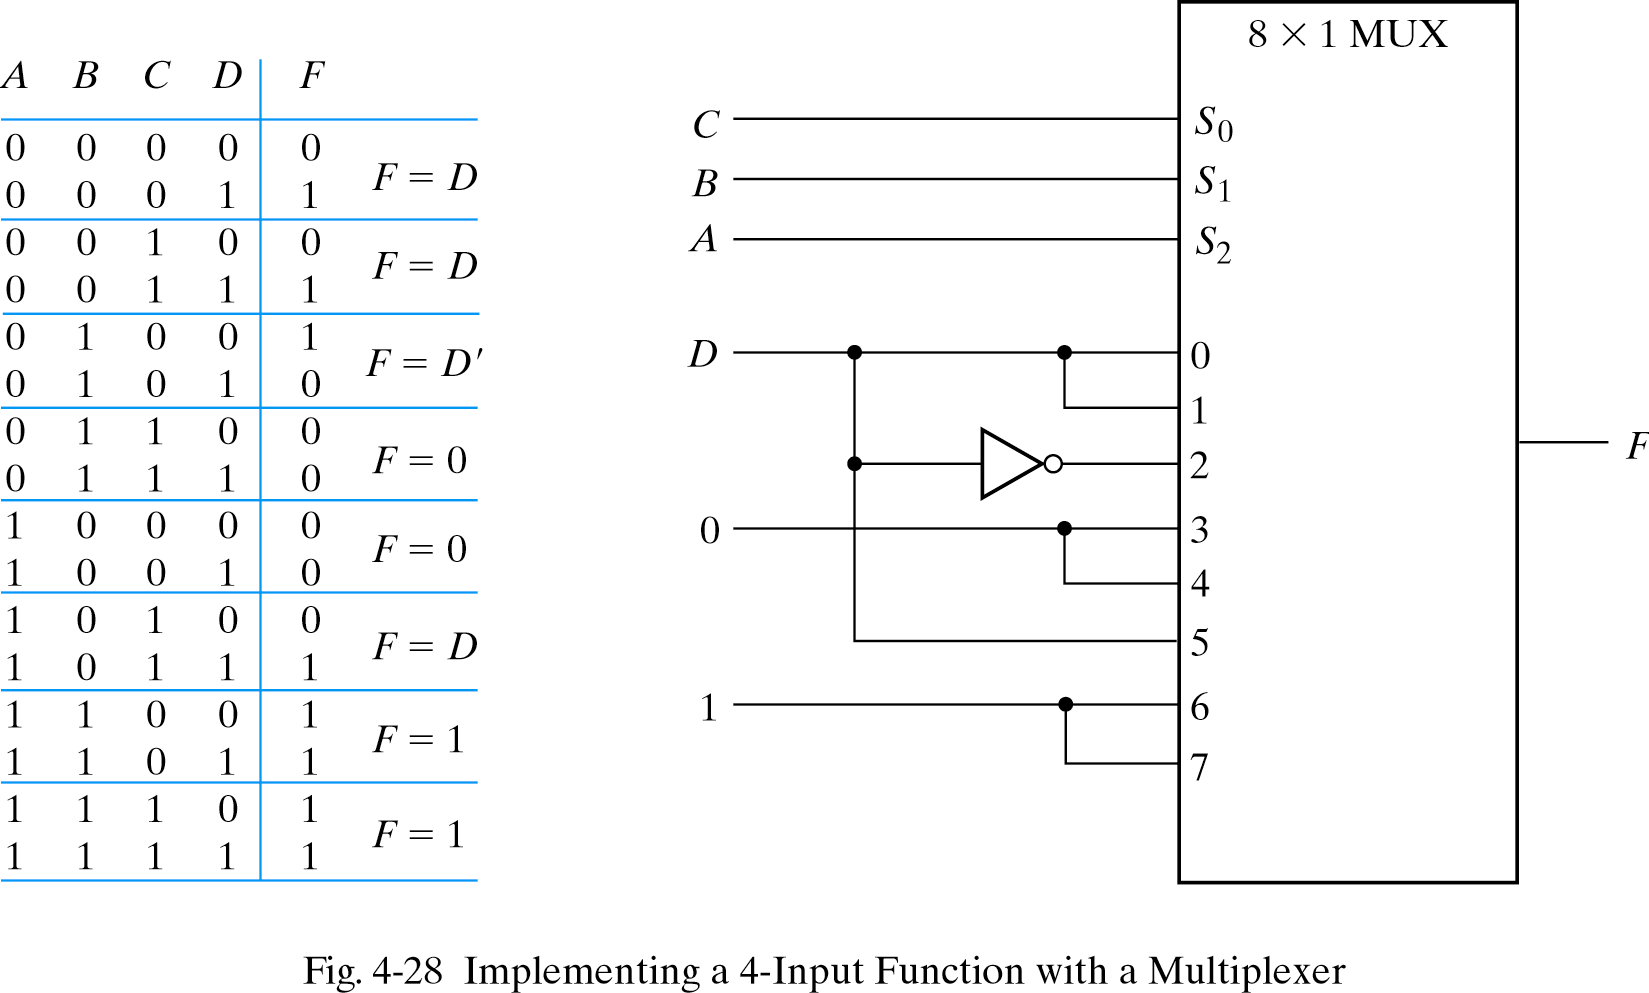 A B C D F
0 0 0 0 0
F = D
0 0 0 1 1
0 0 1 0 0
F = D
0 0 1 1 1
0 1 0 0 1
F = D′
0 1 0 1 0
0 1 1 0 0
F = 0
0 1 1 1 0
1 0 0 0 0
F = 0
1 0 0 1 0
1 0 1 0 0
F = D
1 0 1 1 1
1 1 0 0 1
F = 1
1 1 0 1 1
1 1 1 0 1
F = 1
1 1 1 1 1
8 × 1 MUX
C S₀
B S₁
A S₂
D 0
1
2
0 3
4
5
1 6
7
F
Fig. 4-28 Implementing a 4-Input Function with a Multiplexer